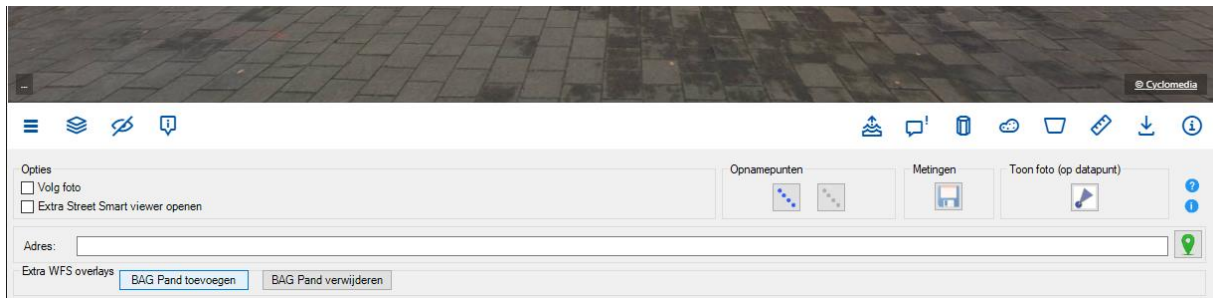 ...
© Cyclomedia
Opties
Volg foto
Extra Street Smart viewer openen
Opnamepunten
Metingen
Toon foto (op datapunt)
Adres:
Extra WFS overlays
BAG Pand toevoegen
BAG Pand verwijderen